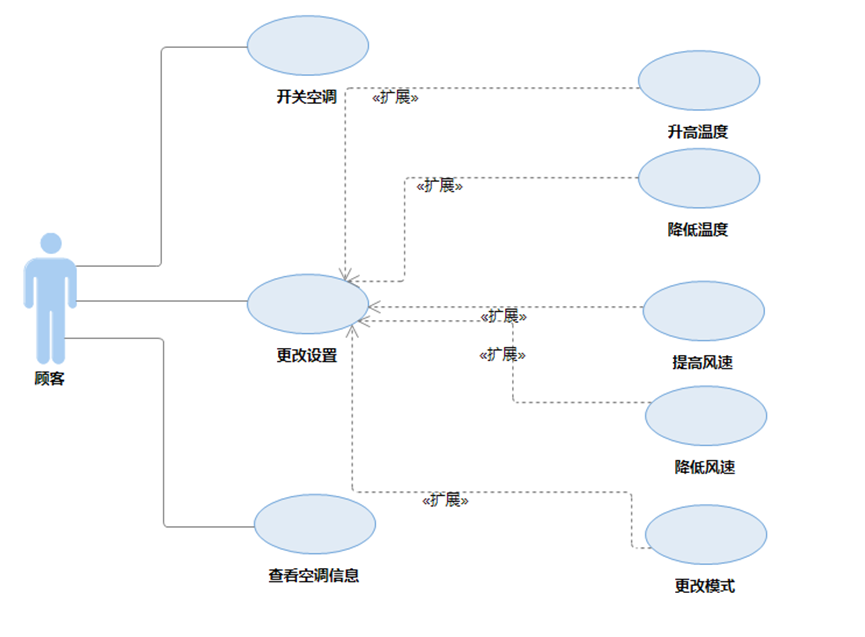 开关空调
«扩展»
升高温度
«扩展»
降低温度
«扩展»
更改设置
«扩展»
提高风速
顾客
降低风速
«扩展»
查看空调信息
更改模式